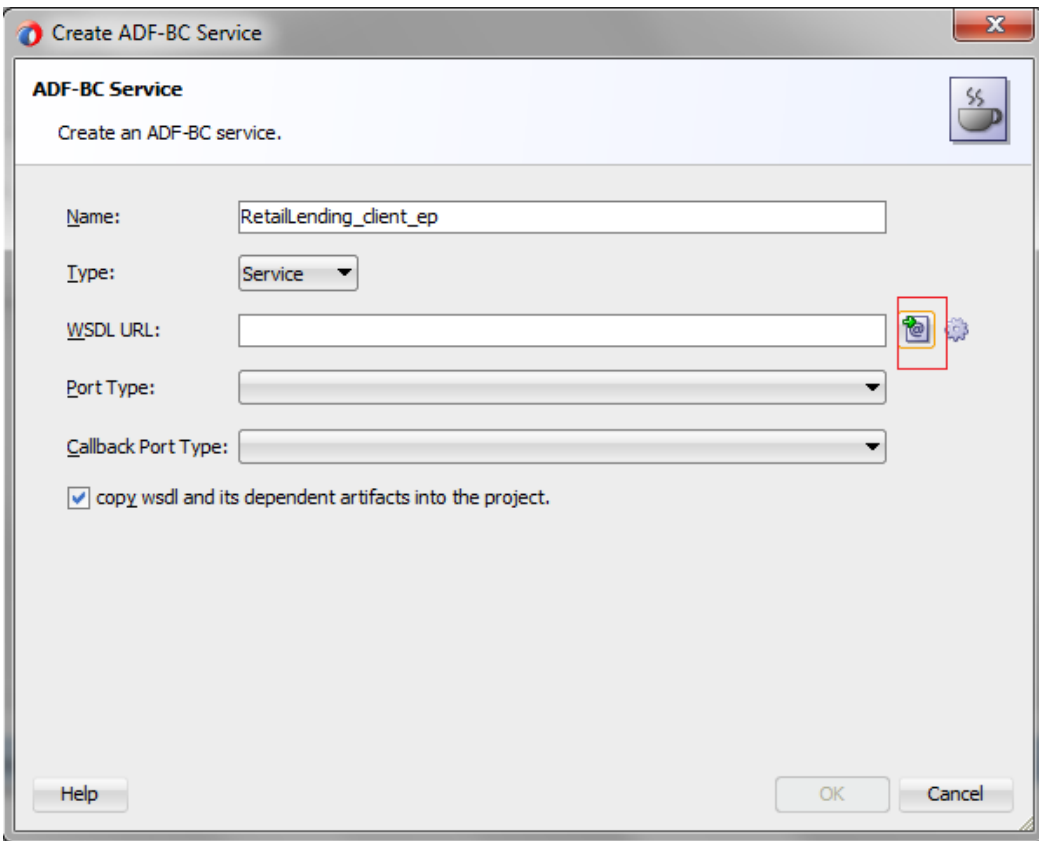 Create ADF-BC Service
ADF-BC Service
Create an ADF-BC service.
Name: RetailLending_client_ep
Type: Service
WSDL URL:
Port Type:
Callback Port Type:
copy wsdl and its dependent artifacts into the project.
Help OK Cancel